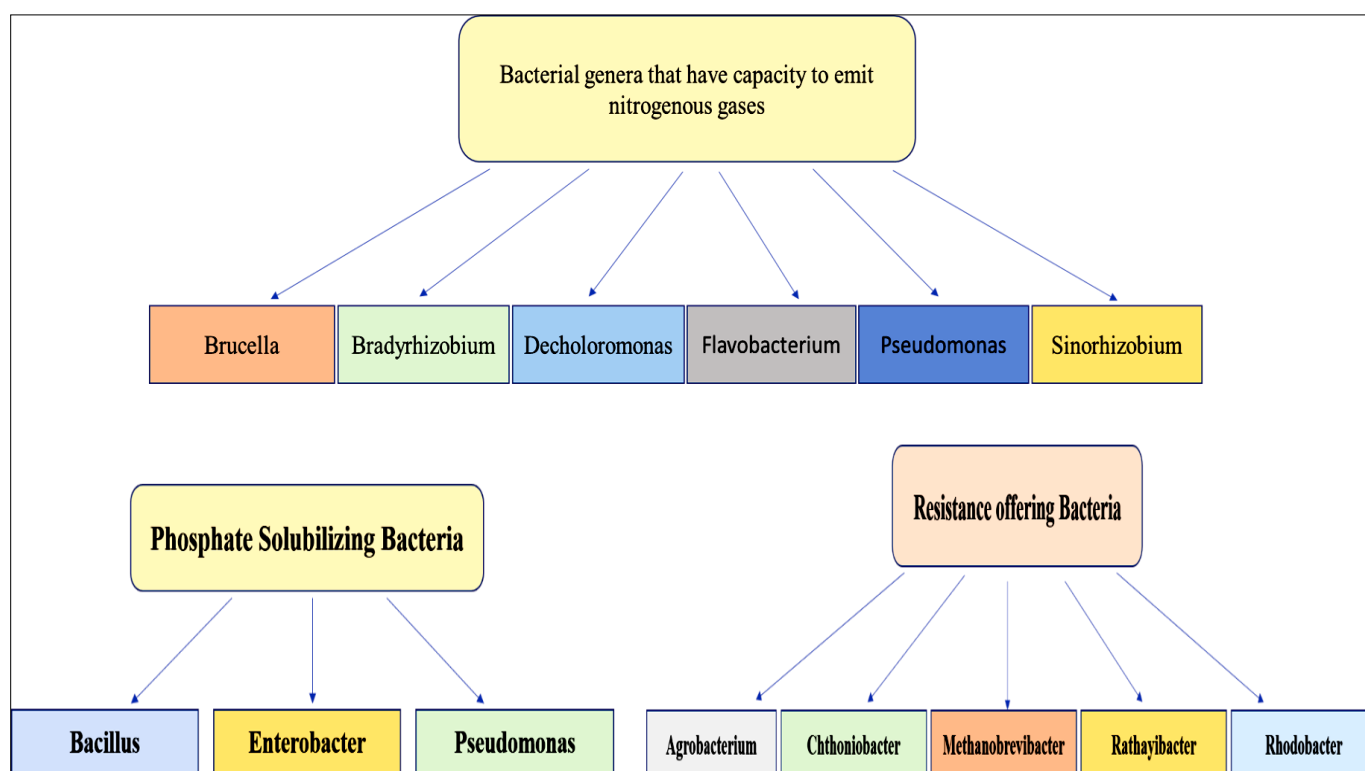 Bacterial genera that have capacity to emit
nitrogenous gases
Brucella
Bradyrhizobium
Decholoromonas
Flavobacterium
Pseudomonas
Sinorhizobium
Phosphate Solubilizing Bacteria
Resistance offering Bacteria
Bacillus
Enterobacter
Pseudomonas
Agrobacterium
Chthoniobacter
Methanobrevibacter
Rathayibacter
Rhodobacter